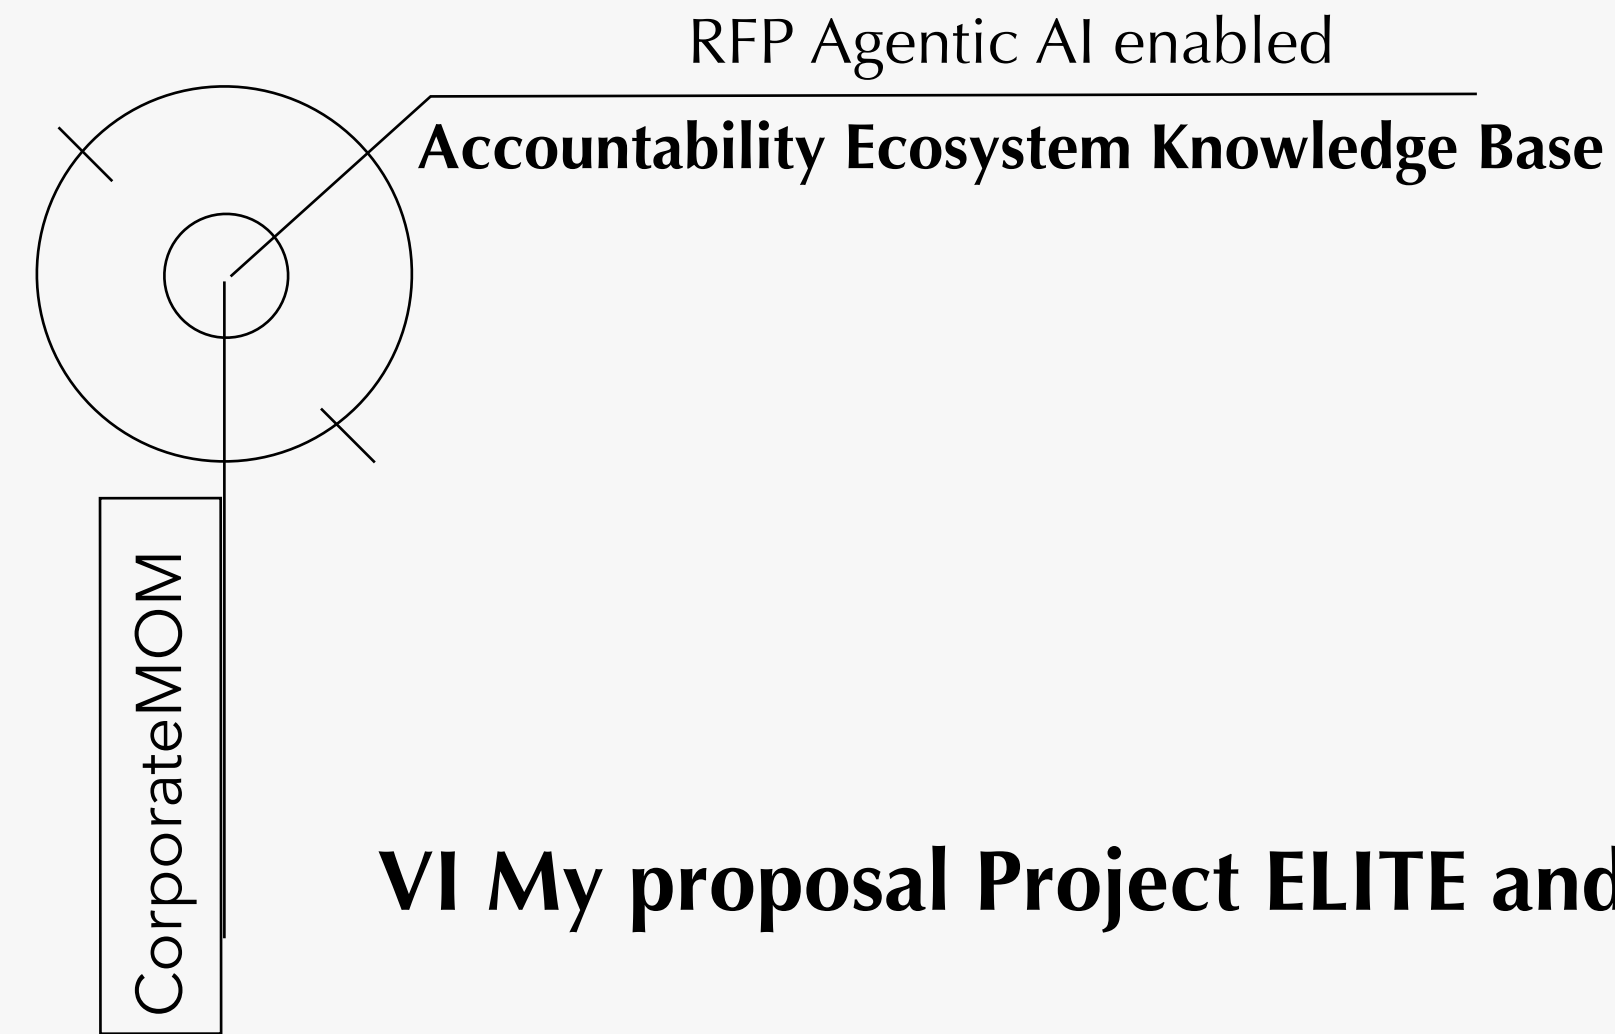 RFP Agentic AI enabled
Accountability Ecosystem Knowledge Base
CorporateMOM
VI My proposal Project ELITE and